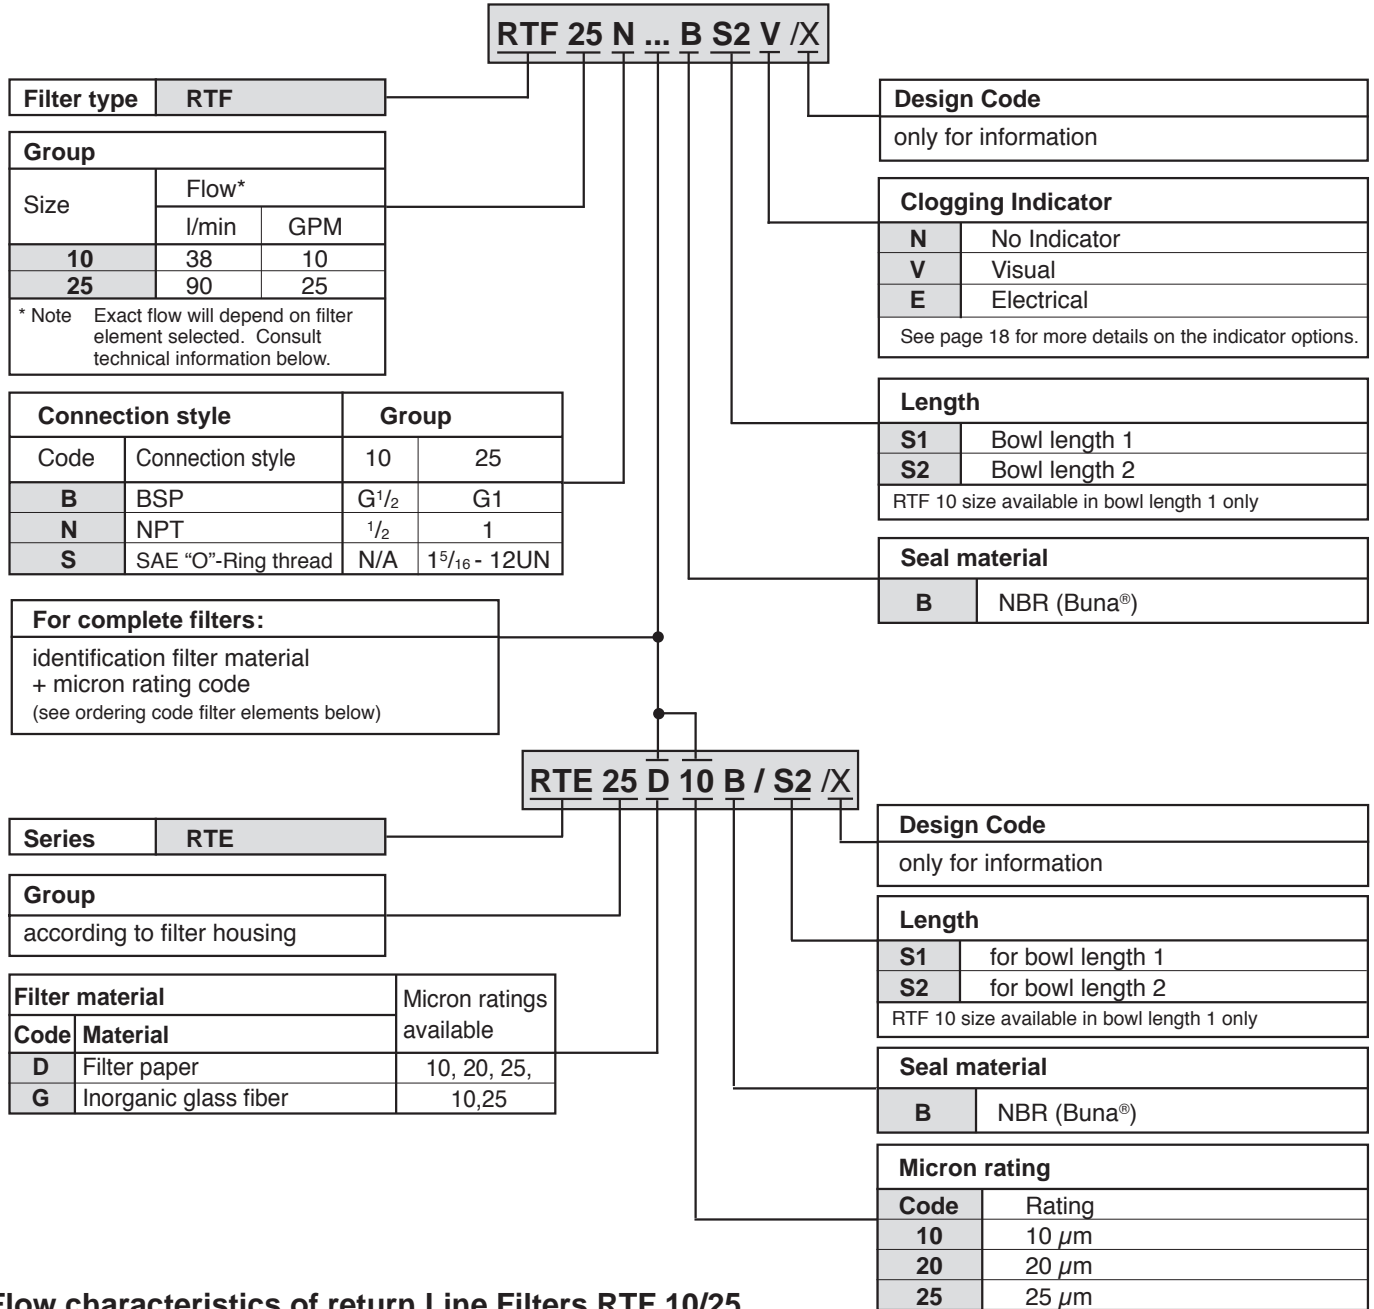 RTF 25 N ... B S2 V /X
Filter type RTF
Group
Size Flow*
l/min GPM
10 38 10
25 90 25
* Note Exact flow will depend on filter
element selected. Consult
technical information below.
Connection style Group
Code Connection style 10 25
B BSP G1/2 G1
N NPT 1/2 1
S SAE “O”-Ring thread N/A 15/16 - 12UN
For complete filters:
identification filter material
+ micron rating code
(see ordering code filter elements below)
Design Code
only for information
Clogging Indicator
N No Indicator
V Visual
E Electrical
See page 18 for more details on the indicator options.
Length
S1 Bowl length 1
S2 Bowl length 2
RTF 10 size available in bowl length 1 only
Seal material
B NBR (Buna®)
RTE 25 D 10 B / S2 /X
Series RTE
Group
according to filter housing
Filter material Micron ratings
available
Code Material
D Filter paper 10, 20, 25,
G Inorganic glass fiber 10,25
Design Code
only for information
Length
S1 for bowl length 1
S2 for bowl length 2
RTF 10 size available in bowl length 1 only
Seal material
B NBR (Buna®)
Micron rating
Code Rating
10 10 µm
20 20 µm
25 25 µm
Flow characteristics of return Line Filters RTF 10/25